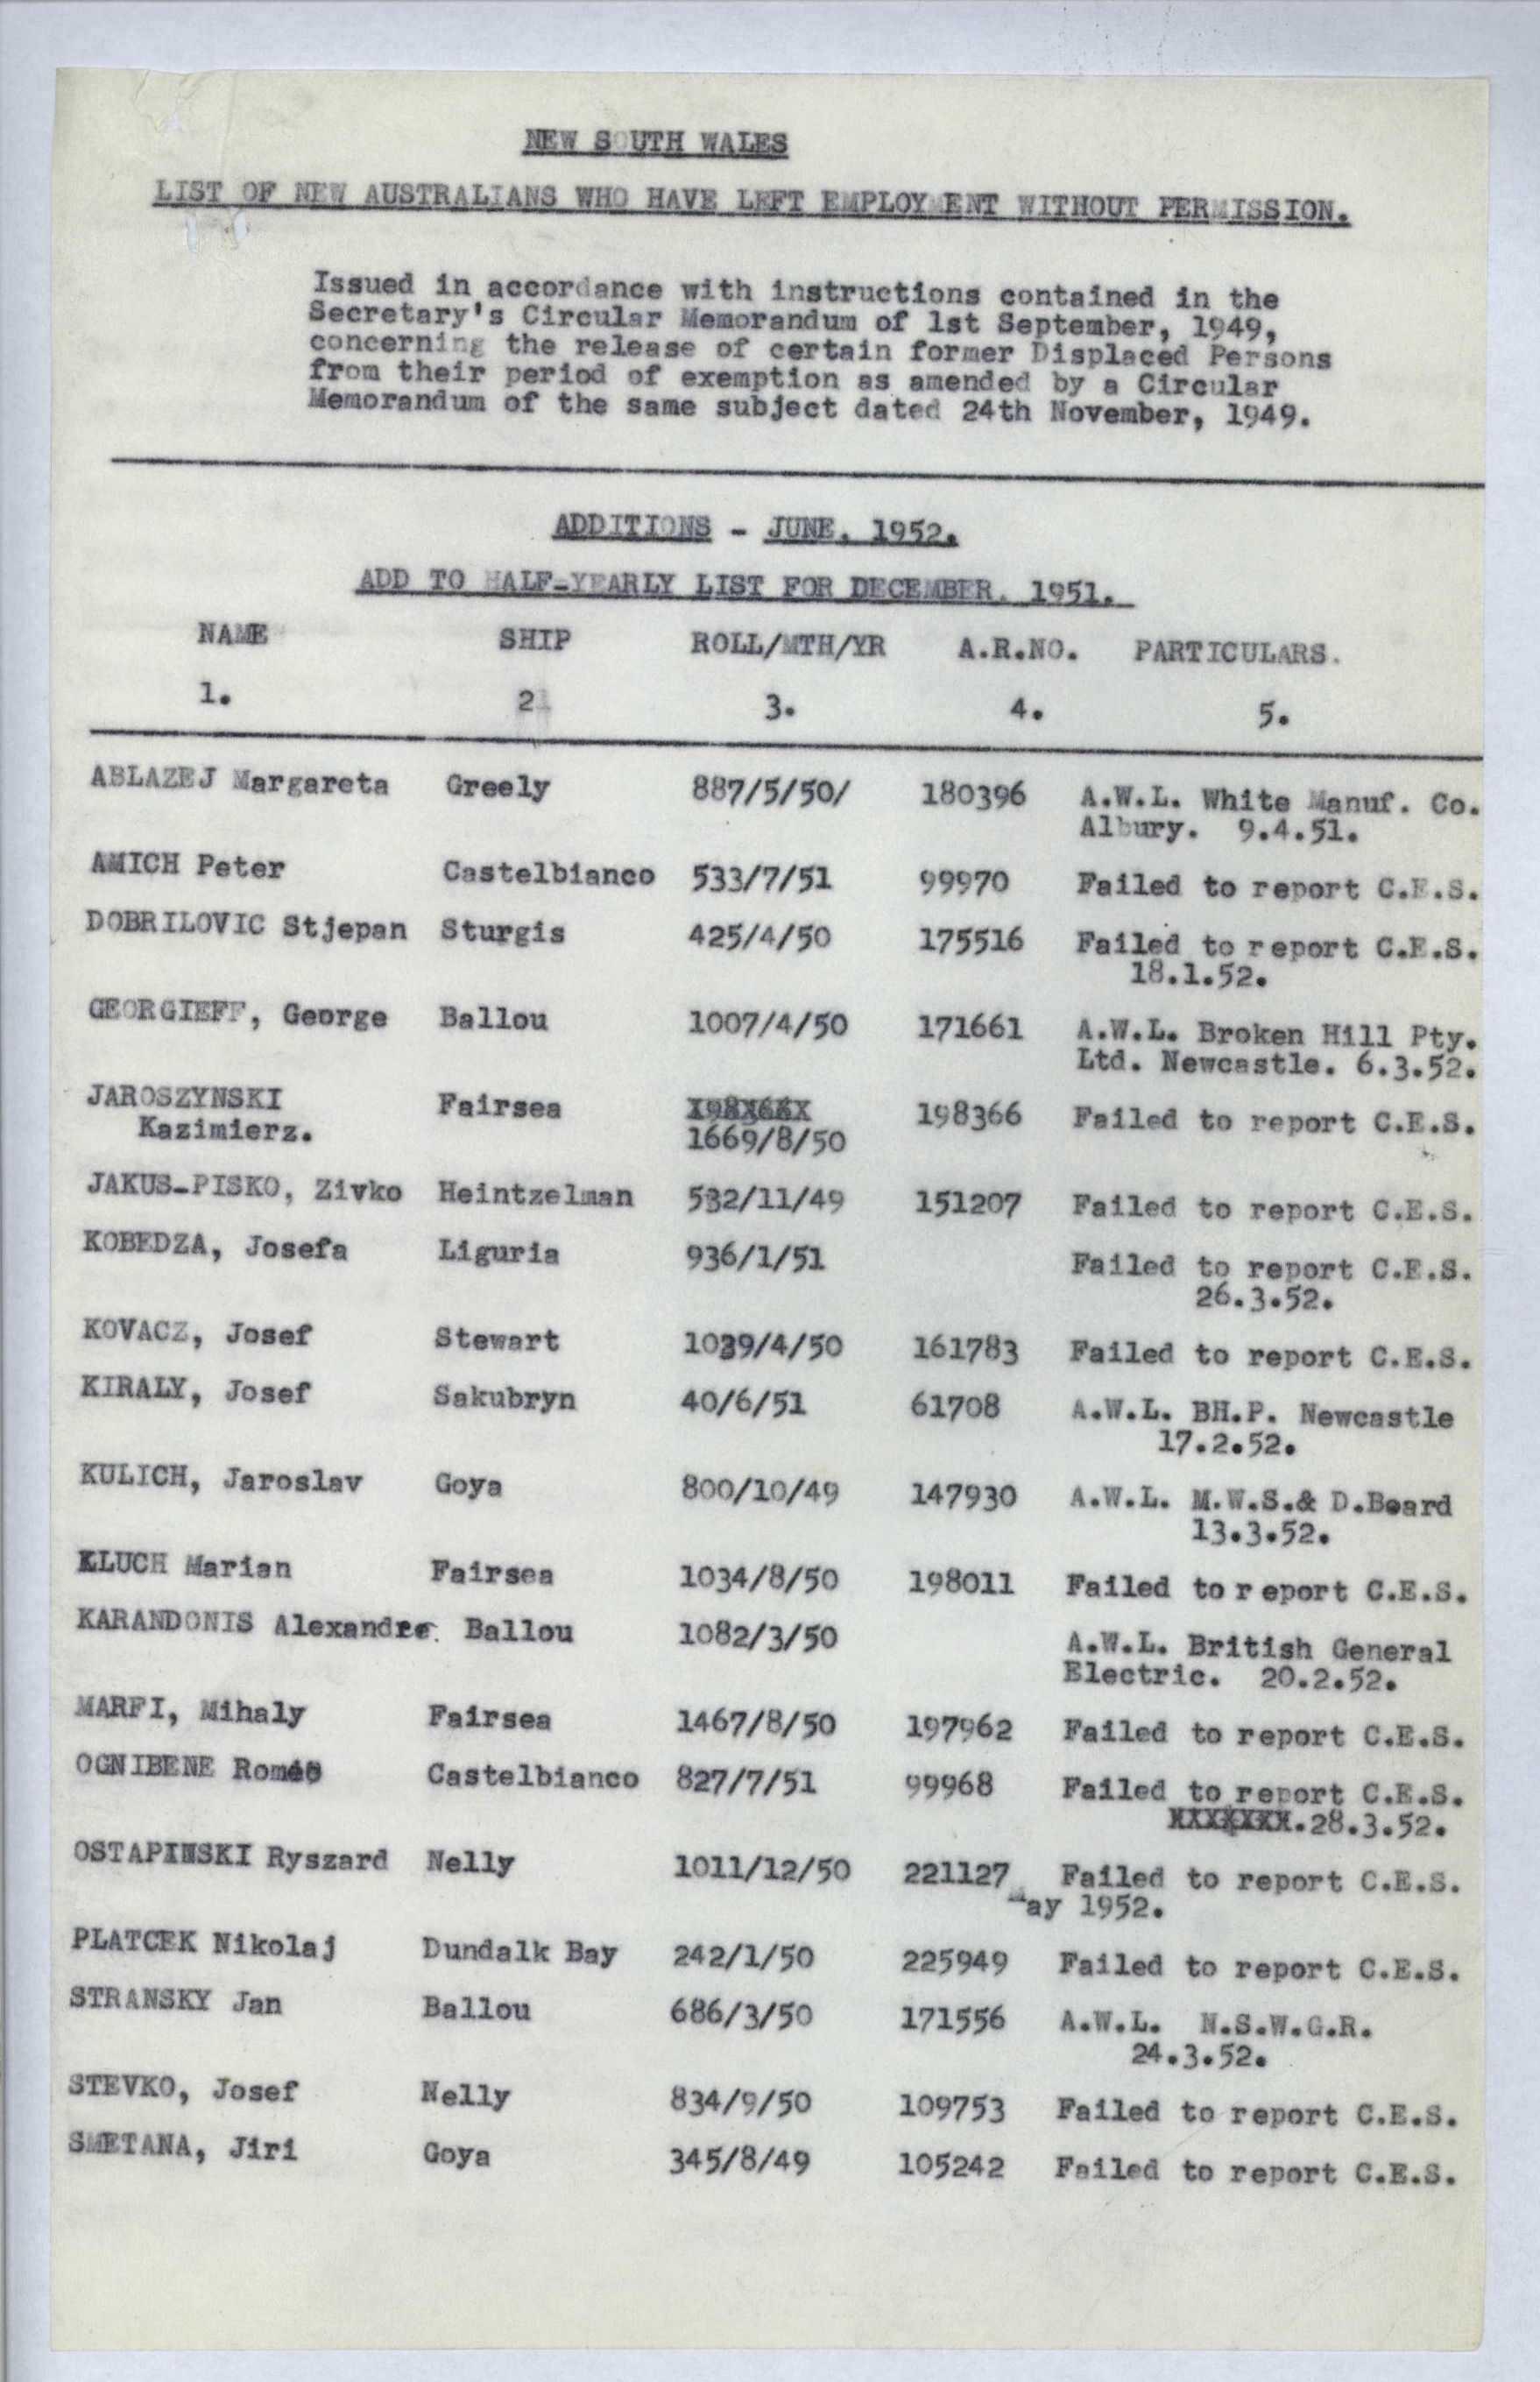 NEW SOUTH WALES
LIST OF NEW AUSTRALIANS WHO HAVE LEFT EMPLOYMENT WITHOUT PERMISSION.
Issued in accordance with instructions contained in the
Secretary's Circular Memorandum of 1st September, 1949,
concerning the release of certain former Displaced Persons
from their period of exemption as amended by a Circular
Memorandum of the same subject dated 24th November, 1949.
ADDITIONS - JUNE, 1952.
ADD TO HALF-YEARLY LIST FOR DECEMBER, 1951.
NAME SHIP ROLL/MTH/YR A.R.NO. PARTICULARS.
1. 2 3. 4. 5.
ABLAZEJ Margareta Greely 887/5/50/ 180396 A.W.L. White Manuf. Co.
Albury. 9.4.51.
AMICH Peter Castelbianco 533/7/51 99970 Failed to report C.E.S.
DOBRILOVIC Stjepan Sturgis 425/4/50 175516 Failed to report C.E.S.
18.1.52.
GEORGIEFF, George Ballou 1007/4/50 171661 A.W.L. Broken Hill Pty.
Ltd. Newcastle. 6.3.52.
JAROSZYNSKI Fairsea 198366 Failed to report C.E.S.
Kazimierz. 1669/8/50
JAKUS-PISKO, Zivko Heintzelman 532/11/49 151207 Failed to report C.E.S.
KOBEDZA, Josefa Liguria 936/1/51 Failed to report C.E.S.
26.3.52.
KOVACZ, Josef Stewart 1039/4/50 161783 Failed to report C.E.S.
KIRALY, Josef Sakubryn 40/6/51 61708 A.W.L. BH.P. Newcastle
17.2.52.
KULICH, Jaroslav Goya 800/10/49 147930 A.W.L. M.W.S.& D.Board
13.3.52.
KLUCH Marian Fairsea 1034/8/50 198011 Failed to report C.E.S.
KARANDONIS Alexander. Ballou 1082/3/50 A.W.L. British General
Electric. 20.2.52.
MARFI, Mihaly Fairsea 1467/8/50 197962 Failed to report C.E.S.
OGNIBENE Romeo Castelbianco 827/7/51 99968 Failed to report C.E.S.
XXXXXXX.28.3.52.
OSTAPINSKI Ryszard Nelly 1011/12/50 221127 Failed to report C.E.S.
May 1952.
PLATCEK Nikolaj Dundalk Bay 242/1/50 225949 Failed to report C.E.S.
STRANSKY Jan Ballou 686/3/50 171556 A.W.L. N.S.W.G.R.
24.3.52.
STEVKO, Josef Nelly 834/9/50 109753 Failed to report C.E.S.
SMETANA, Jiri Goya 345/8/49 105242 Failed to report C.E.S.